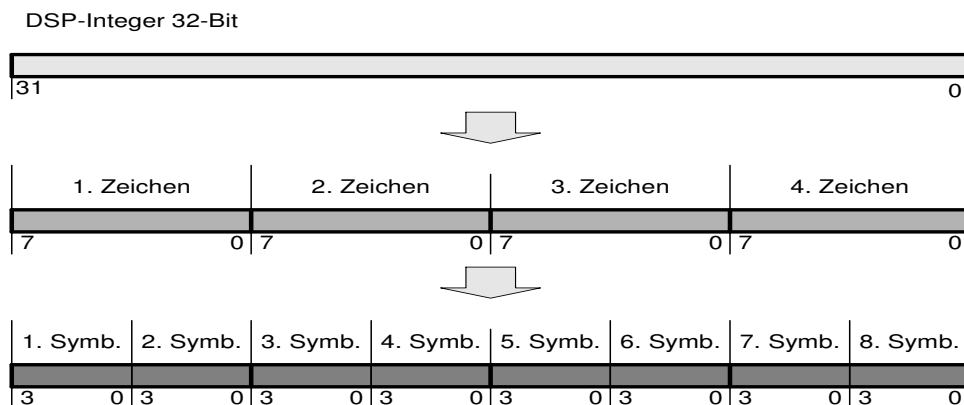 DSP-Integer 32-Bit
31 0
1. Zeichen 2. Zeichen 3. Zeichen 4. Zeichen
7 0 7 0 7 0 7 0
1. Symb. 2. Symb. 3. Symb. 4. Symb. 5. Symb. 6. Symb. 7. Symb. 8. Symb.
3 0 3 0 3 0 3 0 3 0 3 0 3 0 3 0